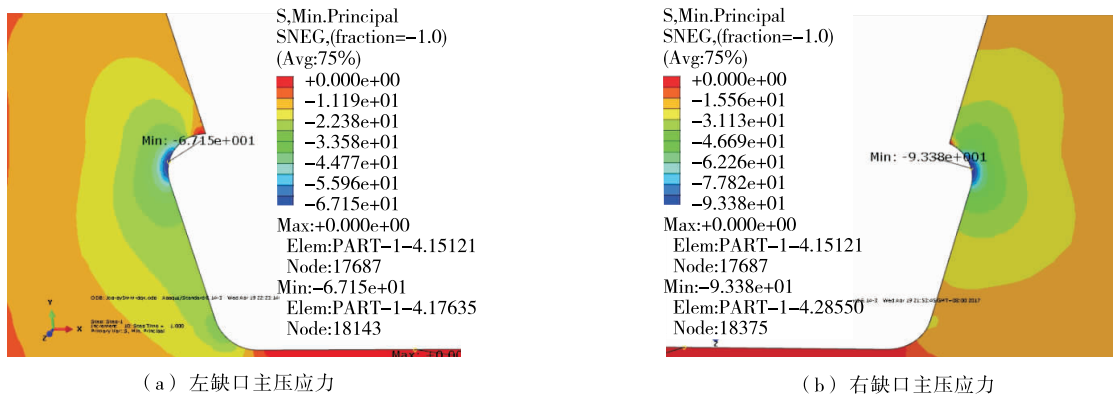 S,Min.Principal
SNEG,(fraction=−1.0)
(Avg:75%)
+0.000e+00
−1.119e+01
−2.238e+01
−3.358e+01
−4.477e+01
−5.596e+01
−6.715e+01
Max:+0.000e+00
Elem:PART−1−4.15121
Node:17687
Min:−6.715e+01
Elem:PART−1−4.17635
Node:18143
Min: -6.715e+001
Y
X
Z
Max: +0.00
(a) 左缺口主压应力
S,Min.Principal
SNEG,(fraction=−1.0)
(Avg:75%)
+0.000e+00
−1.556e+01
−3.113e+01
−4.669e+01
−6.226e+01
−7.782e+01
−9.338e+01
Max:+0.000e+00
Elem:PART−1−4.15121
Node:17687
Min:−9.338e+01
Elem:PART−1−4.28550
Node:18375
Min: -9.338e+001
Z
(b) 右缺口主压应力